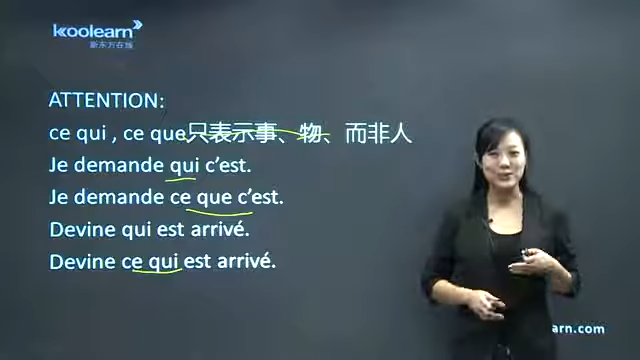 koolearn
新东方在线
ATTENTION:
ce qui , ce que只表示事、物、而非人
Je demande qui c’est.
Je demande ce que c’est.
Devine qui est arrivé.
Devine ce qui est arrivé.
arn.com